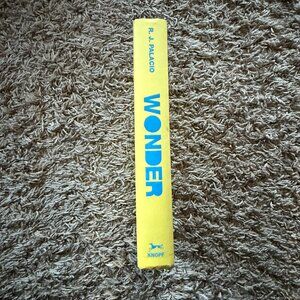 R. J. PALACIO
WONDER
KNOPF